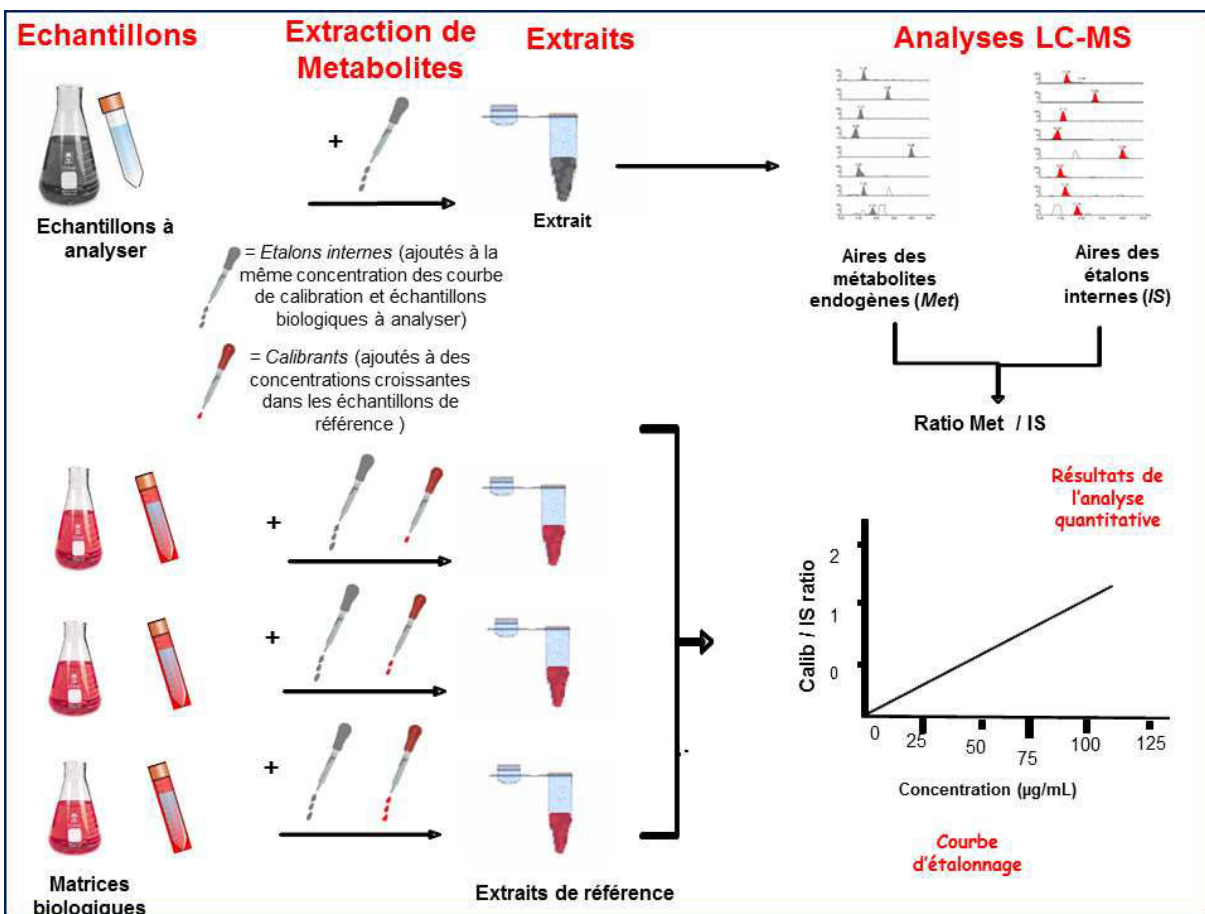 Echantillons
Extraction de
Metabolites
Extraits
Analyses LC-MS
+
Echantillons à
analyser
Extrait
= Etalons internes (ajoutés à la
même concentration des courbe
de calibration et échantillons
biologiques à analyser)
= Calibrants (ajoutés à des
concentrations croissantes
dans les échantillons de
référence )
Aires des
métabolites
endogènes (Met)
Aires des
étalons
internes (IS)
Ratio Met / IS
+
+
+
Matrices
biologiques
Extraits de référence
Résultats de
l'analyse
quantitative
Calib / IS ratio
2
1
0
0 25 50 75 100 125
Concentration (µg/mL)
Courbe
d'étalonnage